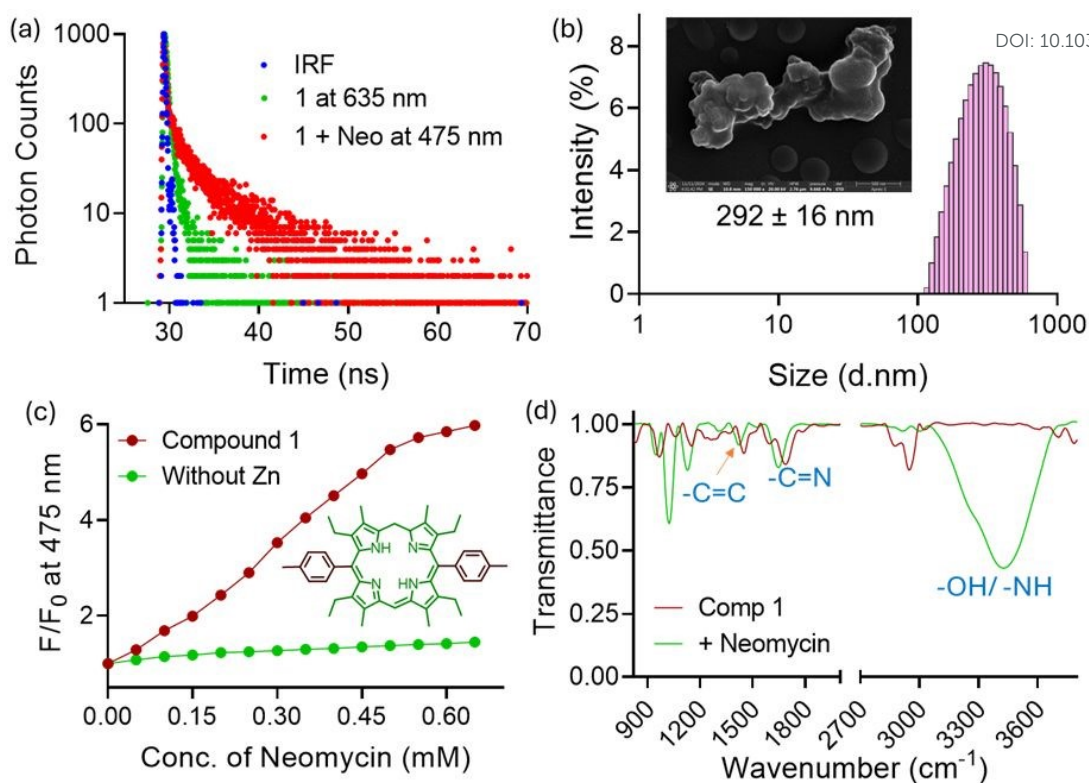 (a)
1000
100
10
1
Photon Counts
IRF
1 at 635 nm
1 + Neo at 475 nm
30 40 50 60 70
Time (ns)
(b)
DOI: 10.10
8
6
4
2
0
Intensity (%)
292 ± 16 nm
1 10 100 1000
Size (d.nm)
(c)
6
4
2
F/F0 at 475 nm
Compound 1
Without Zn
NH N
N HN
0.00 0.15 0.30 0.45 0.60
Conc. of Neomycin (mM)
(d)
1.00
0.75
0.50
0.25
0.00
Transmittance
-C=C
-C=N
-OH/ -NH
Comp 1
+ Neomycin
900 1200 1500 1800 2700 3000 3300 3600
Wavenumber (cm-1)